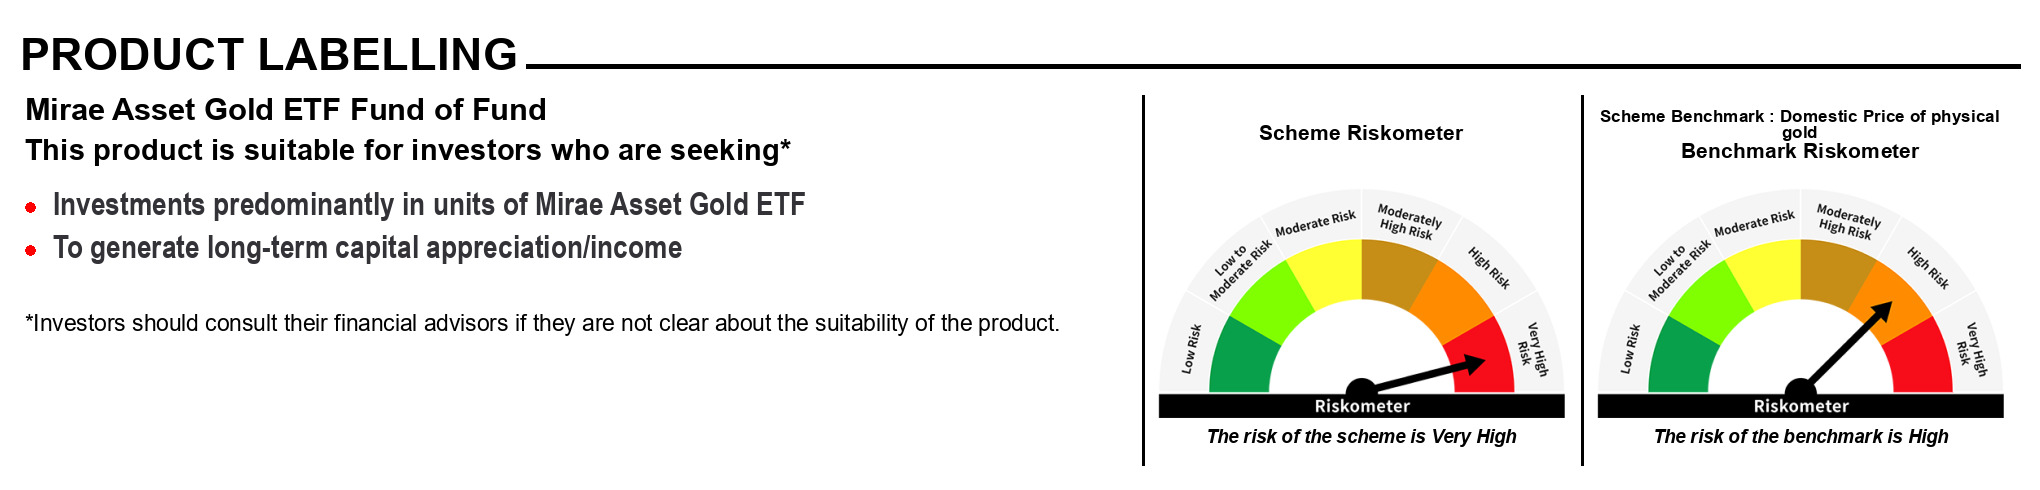 PRODUCT LABELLING
Mirae Asset Gold ETF Fund of Fund
This product is suitable for investors who are seeking*
Investments predominantly in units of Mirae Asset Gold ETF
To generate long-term capital appreciation/income
*Investors should consult their financial advisors if they are not clear about the suitability of the product.
Scheme Riskometer
Low Risk
Low to
Moderate Risk
Moderate Risk
Moderately
High Risk
High Risk
Very High
Risk
Riskometer
The risk of the scheme is Very High
Scheme Benchmark : Domestic Price of physical
gold
Benchmark Riskometer
Low Risk
Low to
Moderate Risk
Moderate Risk
Moderately
High Risk
High Risk
Very High
Risk
Riskometer
The risk of the benchmark is High